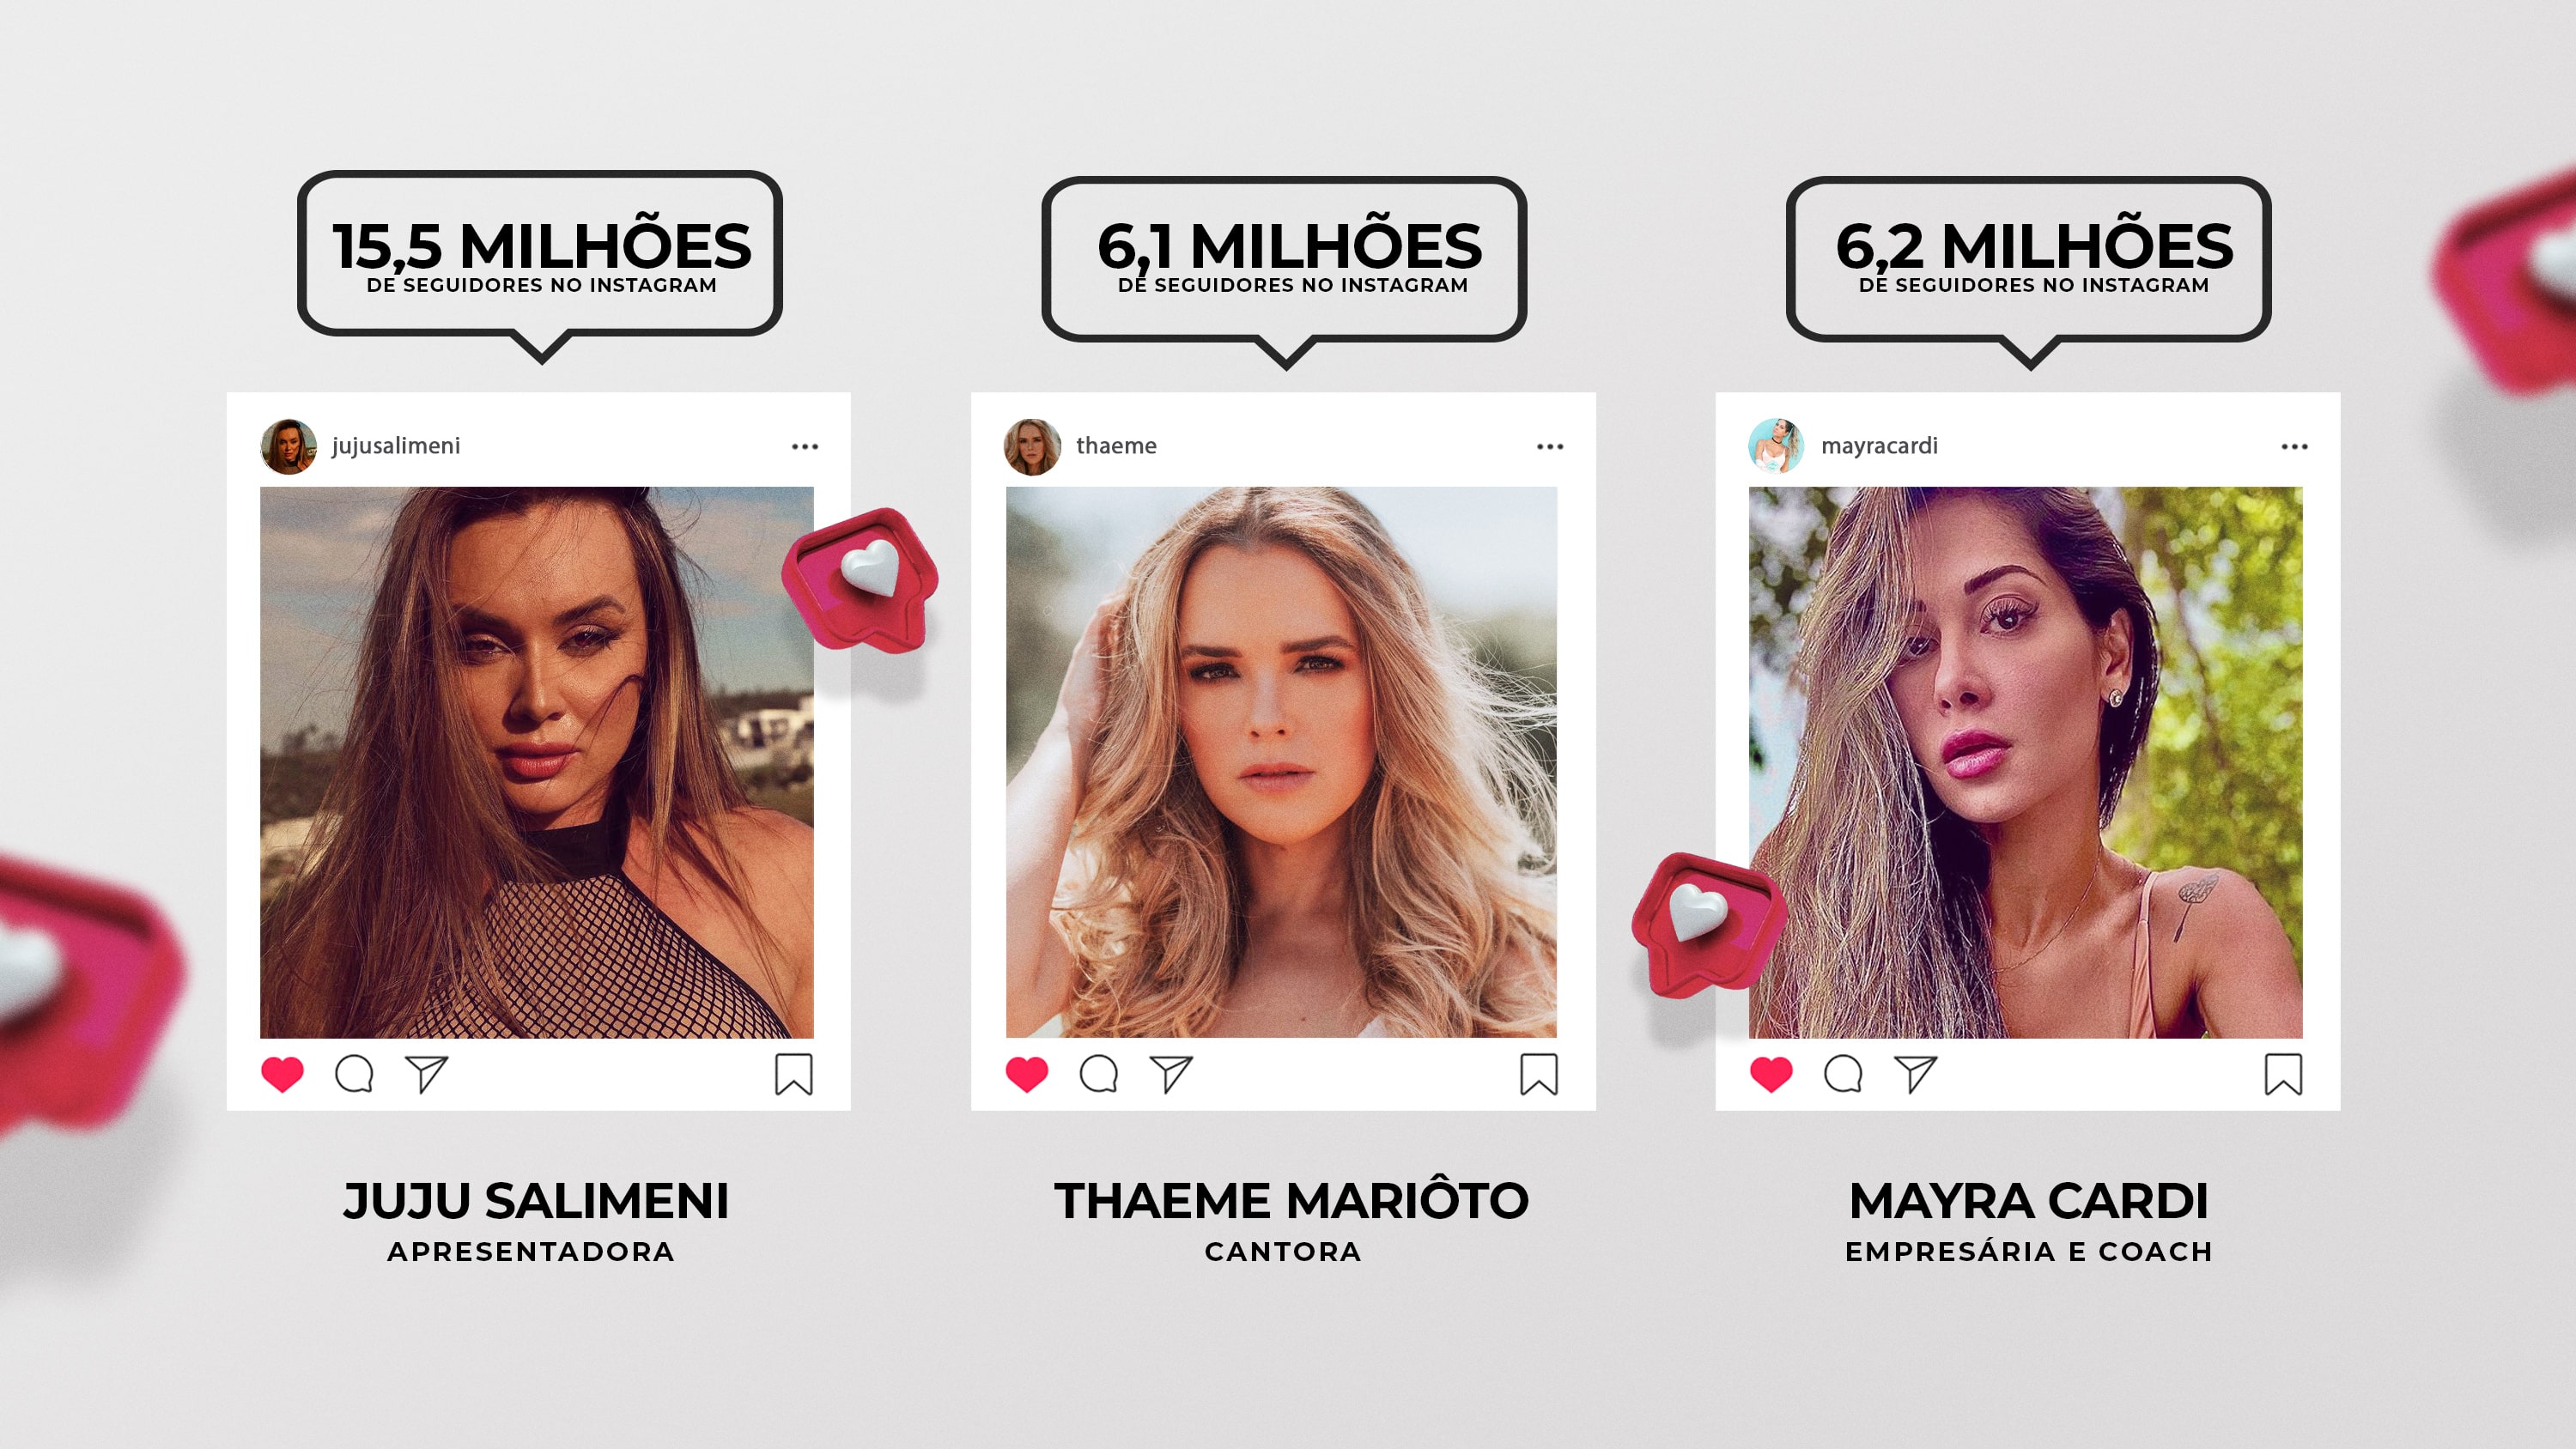 15,5 MILHÕES
DE SEGUIDORES NO INSTAGRAM
jujusalimeni
JUJU SALIMENI
APRESENTADORA
6,1 MILHÕES
DE SEGUIDORES NO INSTAGRAM
thaeme
THAEME MARIÔTO
CANTORA
6,2 MILHÕES
DE SEGUIDORES NO INSTAGRAM
mayracardi
MAYRA CARDI
EMPRESÁRIA E COACH